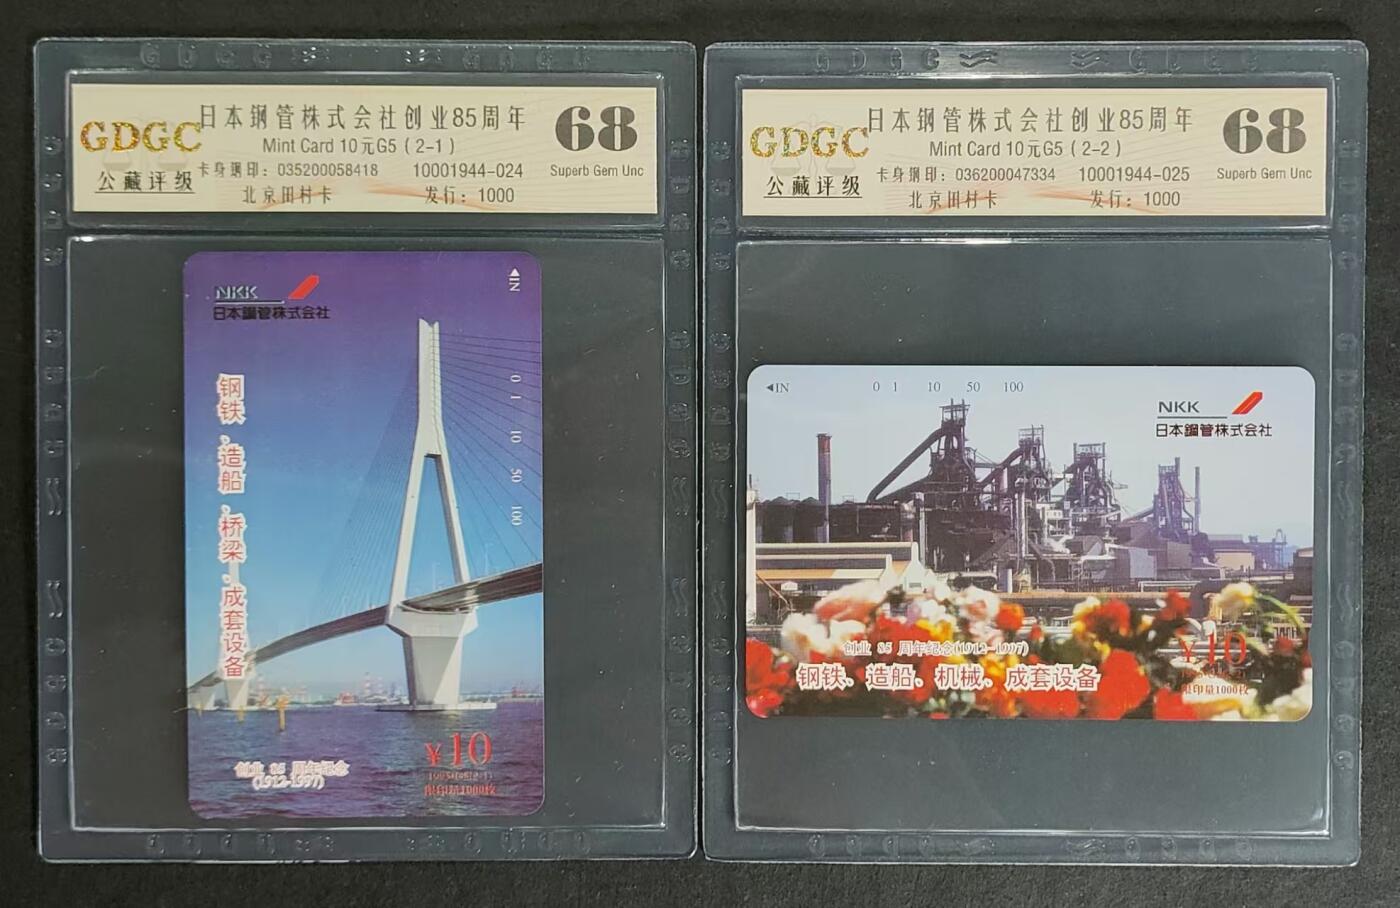 日本钢管株式会社创业85周年
GDGC
Mint Card 10元G5(2-1)
68
卡身钢印:035200058418
10001944-024
Superb Gem Unc
公藏评级
北京田村卡
发行:1000
IN
NKK
日本鋼管株式会社
0 1 10 50 100
钢铁·造船·桥梁·成套设备
¥10
创业 85 周年纪念
(1912-1997)
限印量1000枚
日本钢管株式会社创业85周年
GDGC
Mint Card 10元G5(2-2)
68
卡身钢印:036200047334
10001944-025
Superb Gem Unc
公藏评级
北京田村卡
发行:1000
IN
0 1 10 50 100
NKK
日本鋼管株式会社
创业 85 周年纪念(1912-1997)
¥10
钢铁、造船、机械、成套设备
限印量1000枚